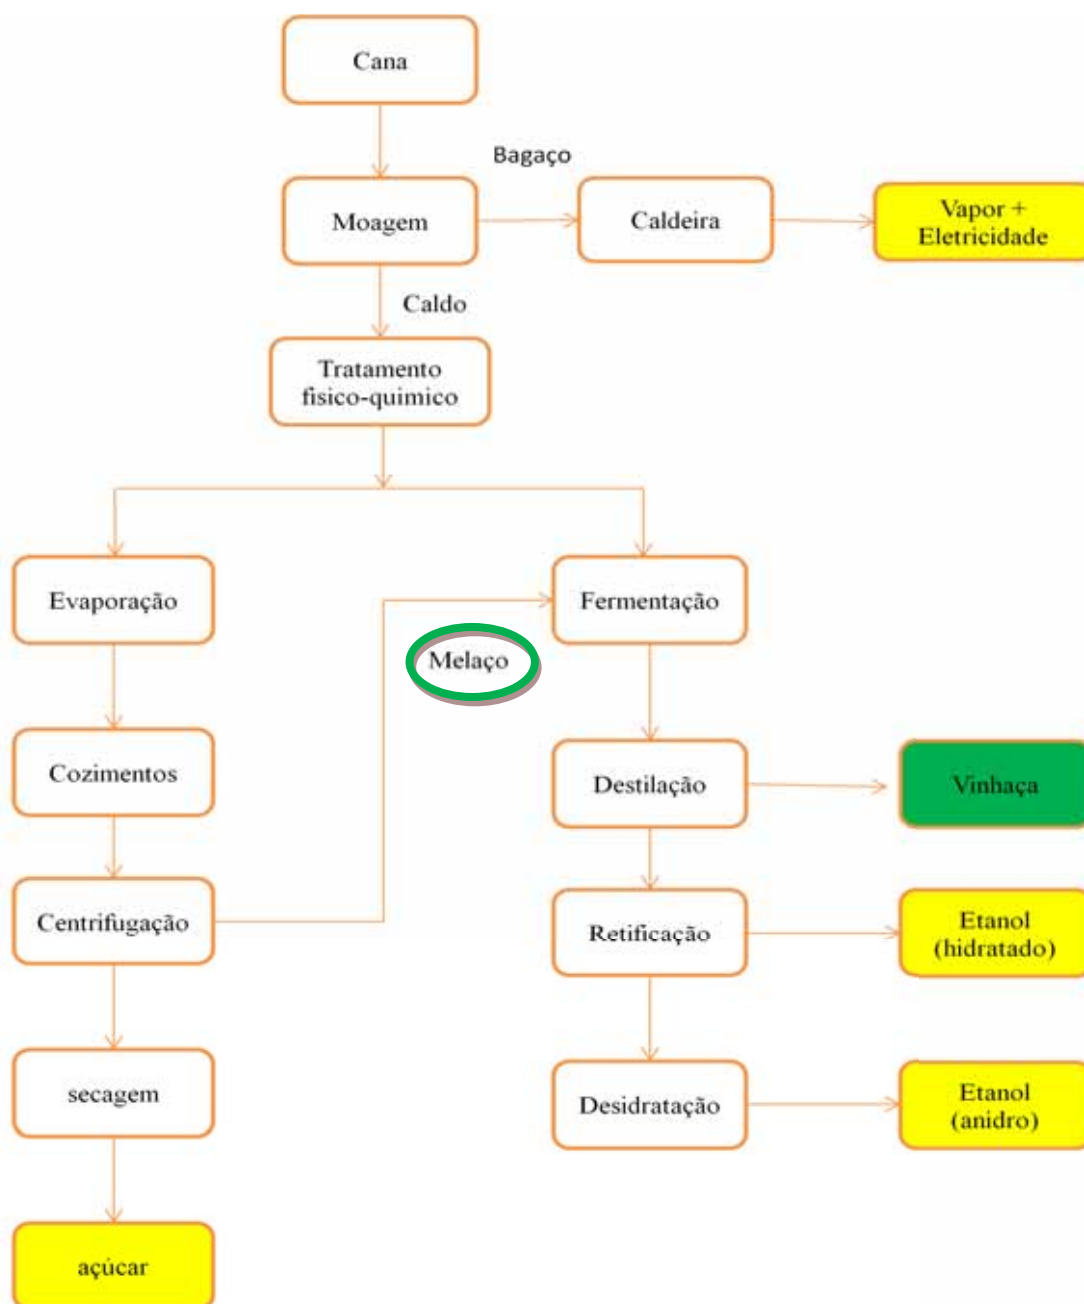 Cana
Bagaço
Moagem
Caldeira
Vapor +
Eletricidade
Caldo
Tratamento
fisico-quimico
Evaporação
Fermentação
Melaço
Cozimentos
Destilação
Vinhaça
Centrifugação
Retificação
Etanol
(hidratado)
secagem
Desidratação
Etanol
(anidro)
açúcar